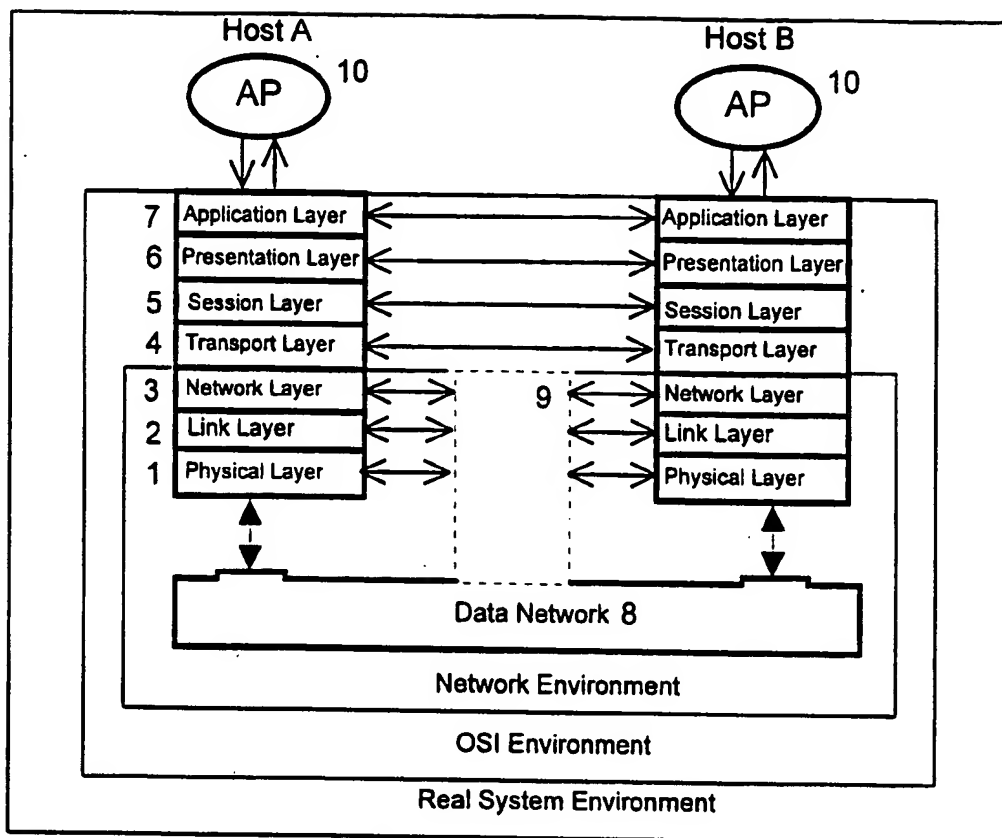 Host A
Host B
AP 10
AP 10
7 Application Layer
Application Layer
6 Presentation Layer
Presentation Layer
5 Session Layer
Session Layer
4 Transport Layer
Transport Layer
3 Network Layer
9 Network Layer
2 Link Layer
Link Layer
1 Physical Layer
Physical Layer
Data Network 8
Network Environment
OSI Environment
Real System Environment